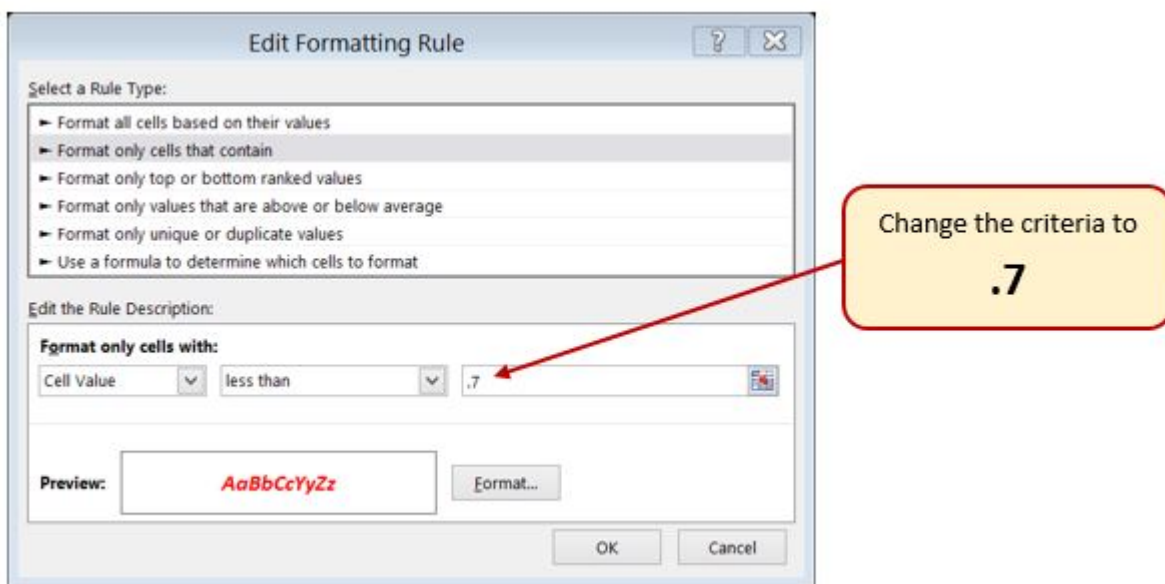 Edit Formatting Rule
Select a Rule Type:
► Format all cells based on their values
► Format only cells that contain
► Format only top or bottom ranked values
► Format only values that are above or below average
► Format only unique or duplicate values
► Use a formula to determine which cells to format
Edit the Rule Description:
Format only cells with:
Cell Value less than .7
Preview: AaBbCcYyZz Format...
OK Cancel
Change the criteria to
.7